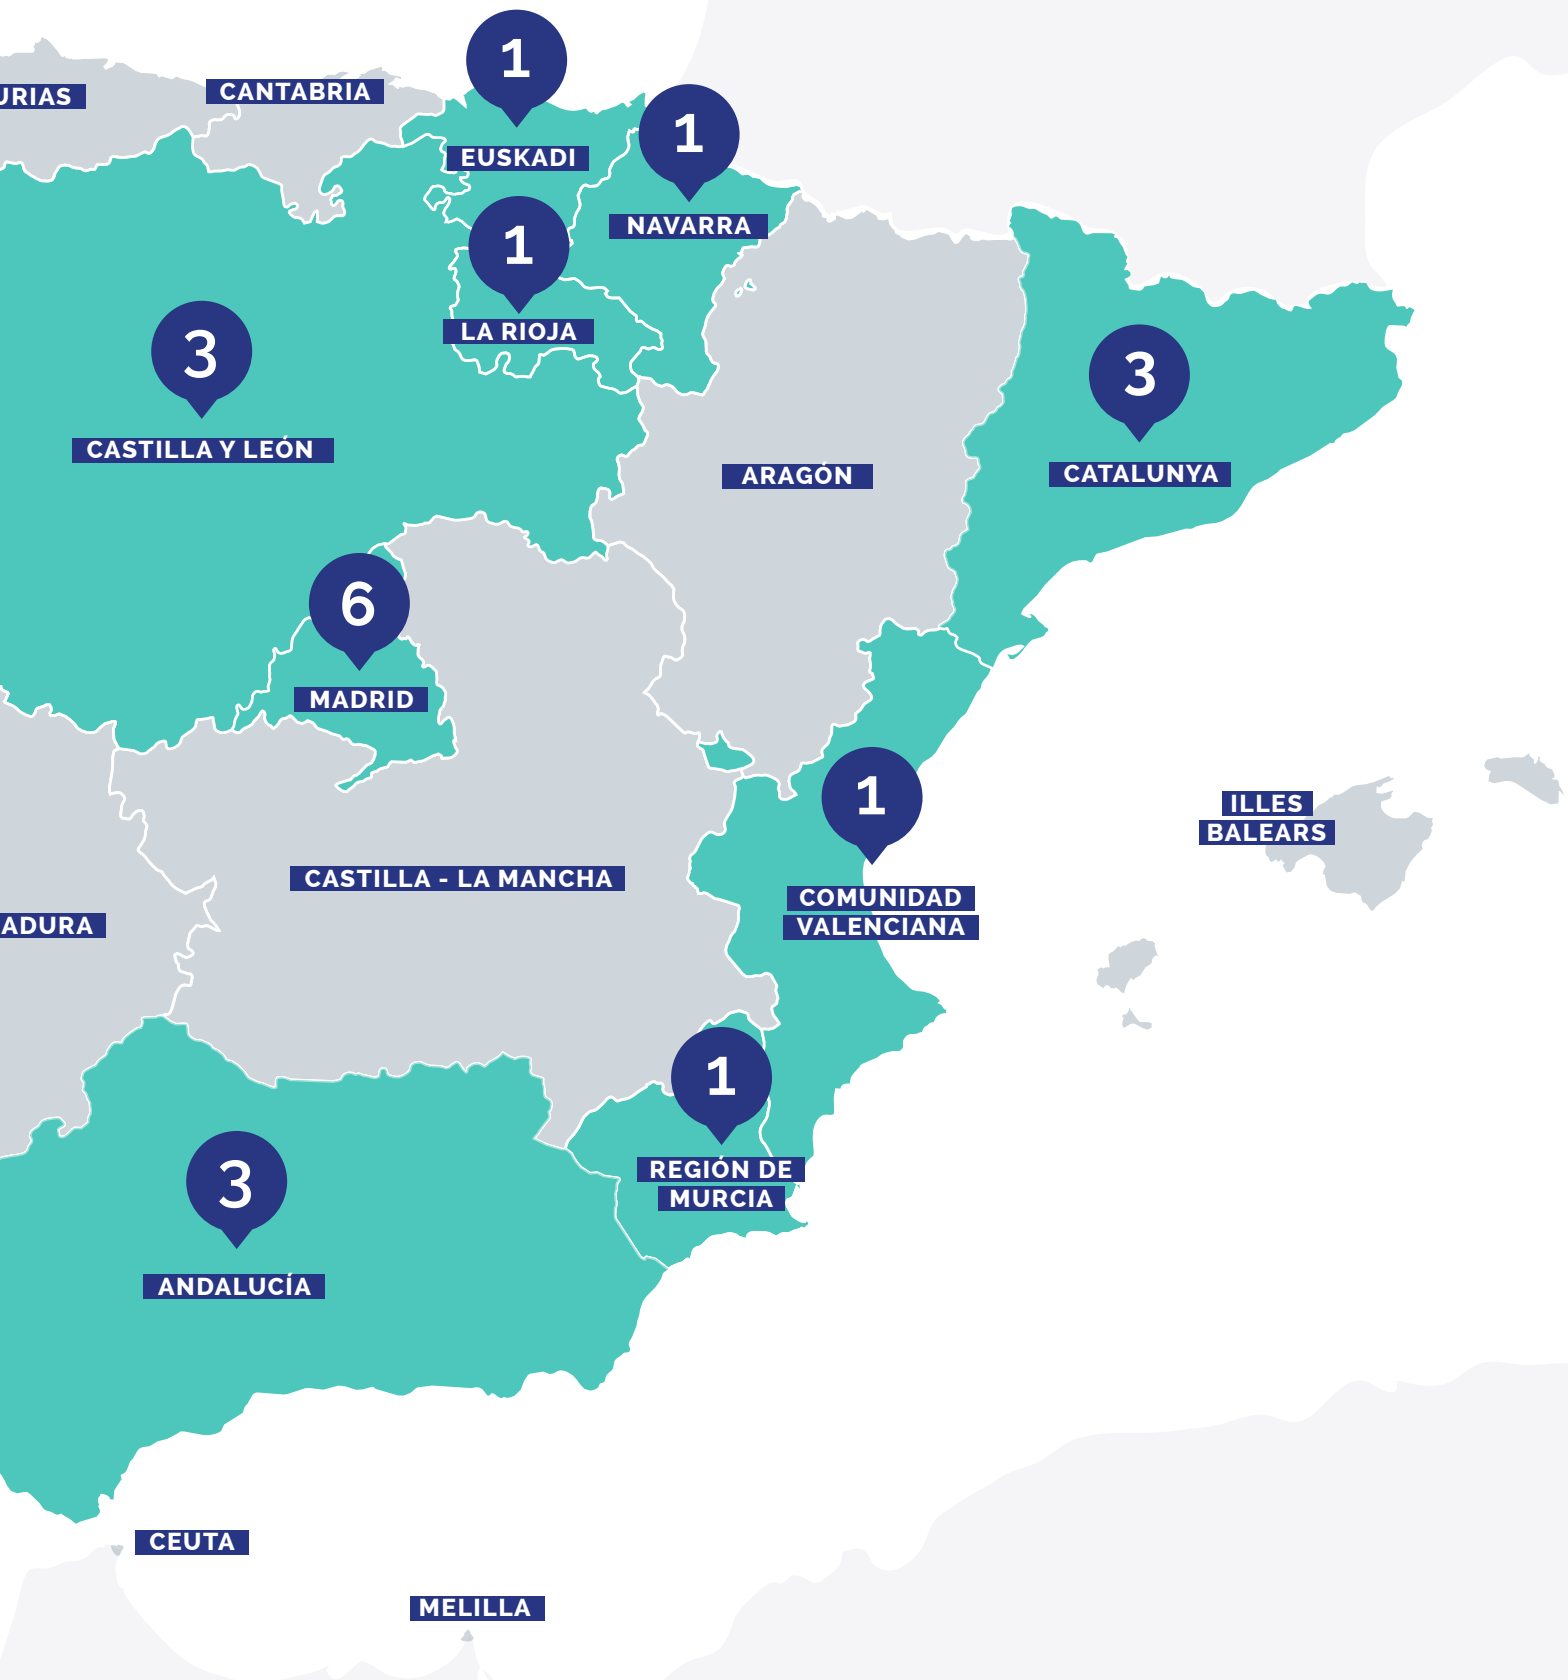 1
URIAS
CANTABRIA
EUSKADI
1
NAVARRA
1
LA RIOJA
3
CASTILLA Y LEÓN
3
CATALUNYA
ARAGÓN
6
MADRID
1
ILLES
BALEARS
CASTILLA - LA MANCHA
COMUNIDAD
VALENCIANA
ADURA
1
REGIÓN DE
MURCIA
3
ANDALUCÍA
CEUTA
MELILLA